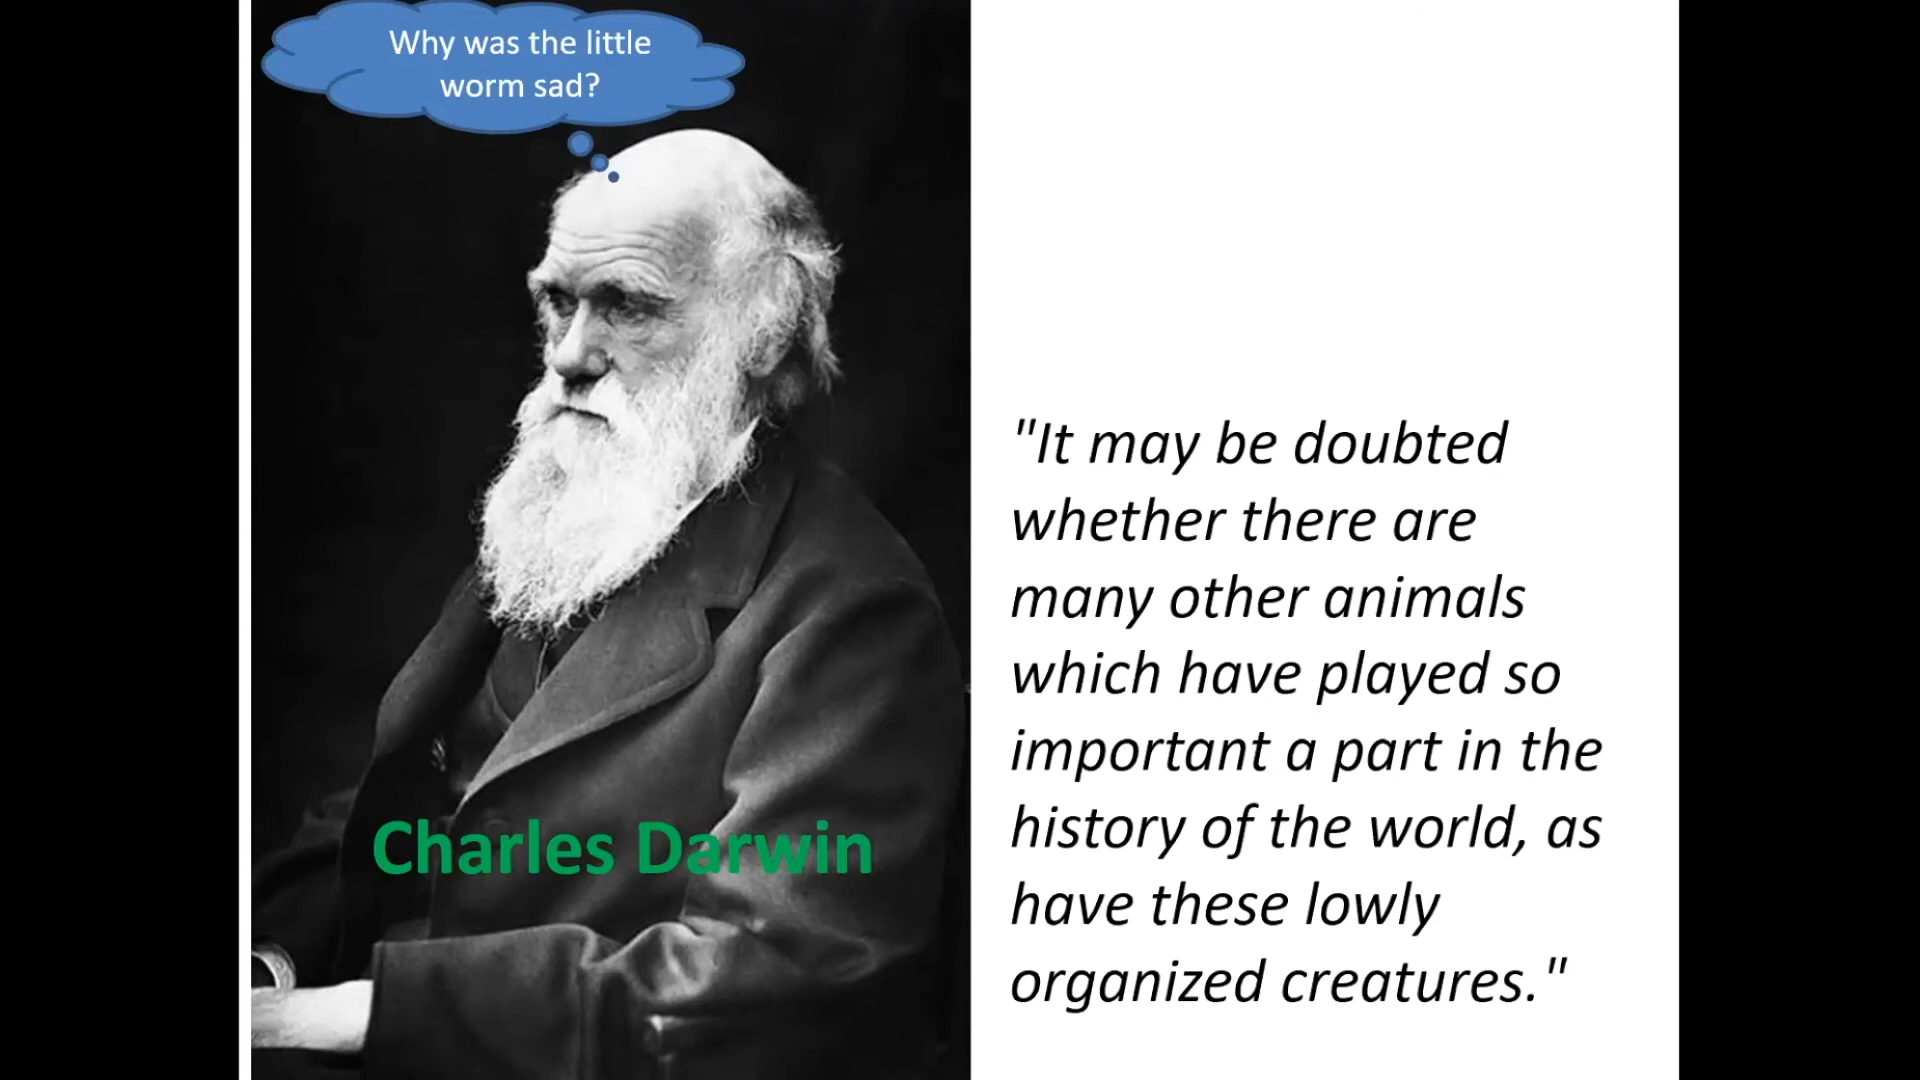 Why was the little
worm sad?
Charles Darwin
"It may be doubted
whether there are
many other animals
which have played so
important a part in the
history of the world, as
have these lowly
organized creatures."